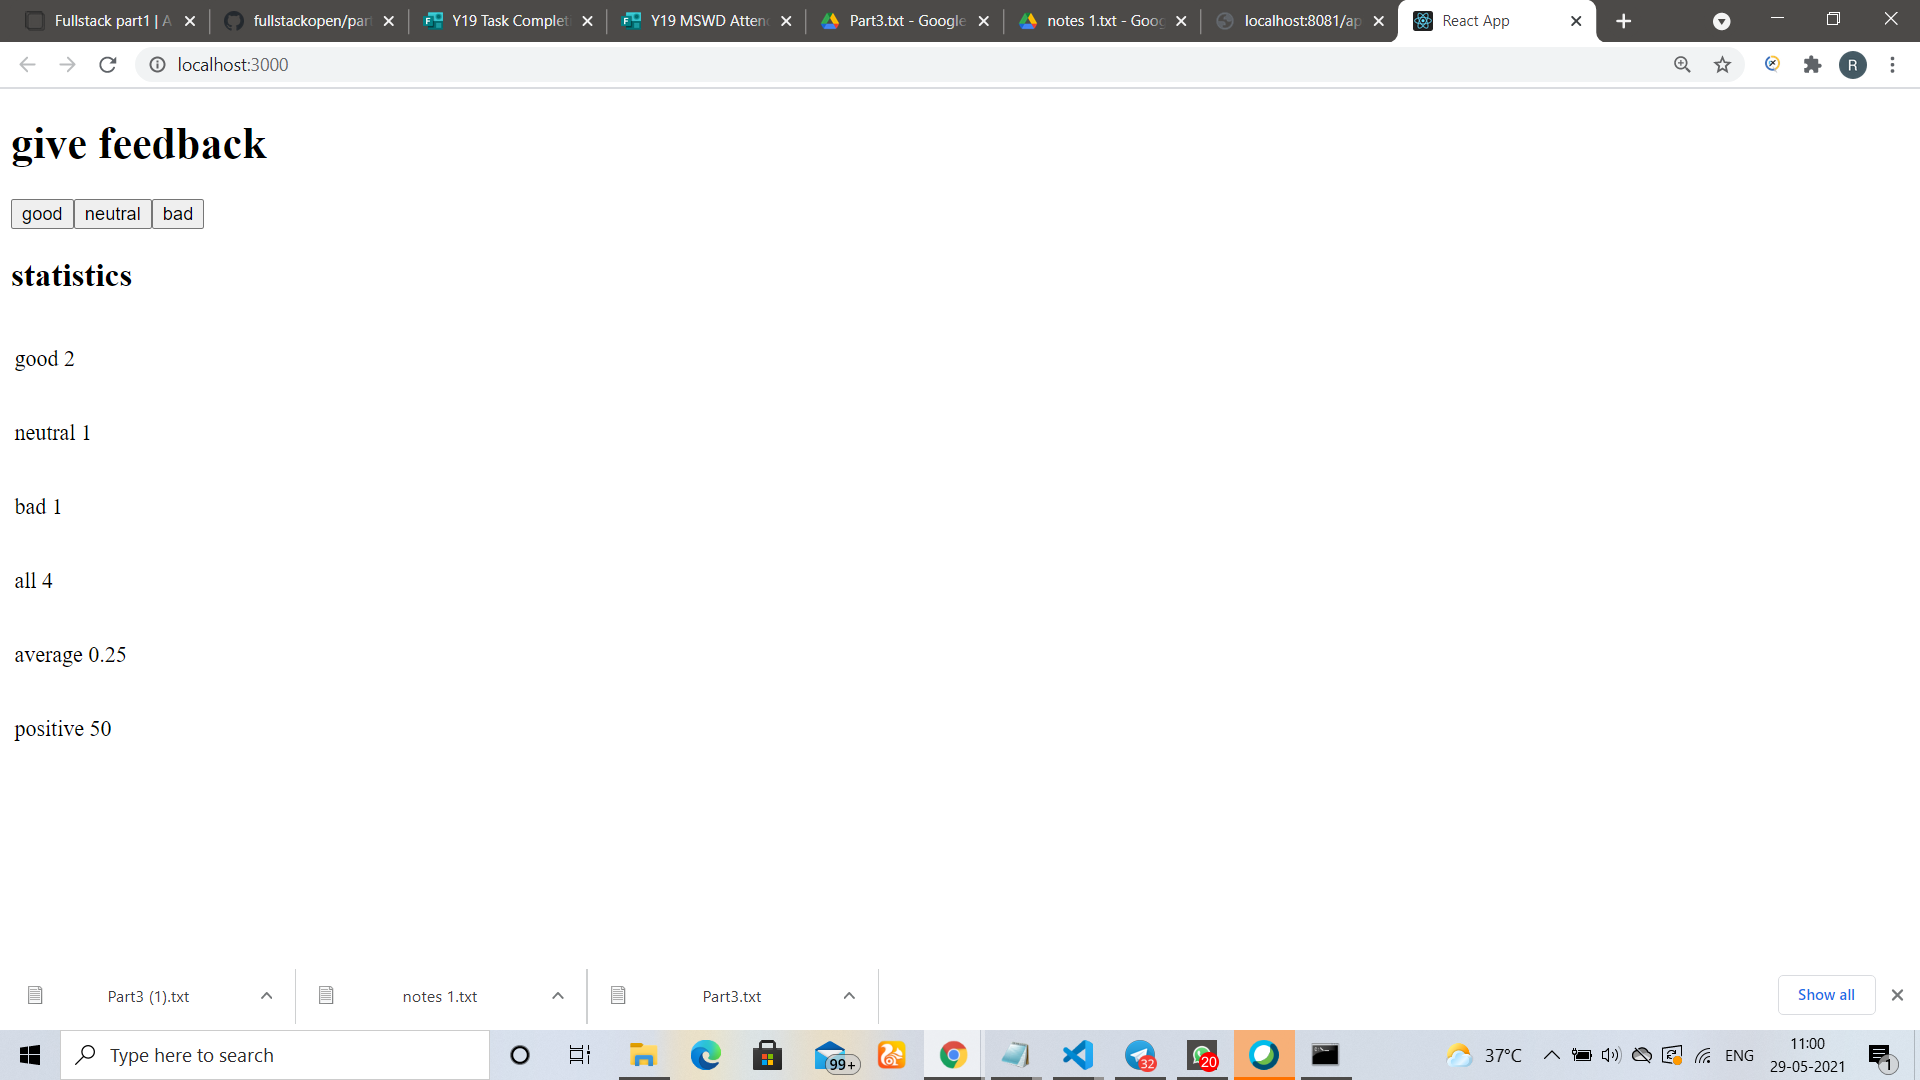 Fullstack part1 | A
fullstackopen/part
Y19 Task Complet
Y19 MSWD Attend
Part3.txt - Google
notes 1.txt - Goog
localhost:8081/ap
React App
localhost:3000
R
give feedback
good neutral bad
statistics
good 2
neutral 1
bad 1
all 4
average 0.25
positive 50
Part3 (1).txt
notes 1.txt
Part3.txt
Show all
Type here to search
99+
32
20
37°C
ENG
11:00
29-05-2021
1